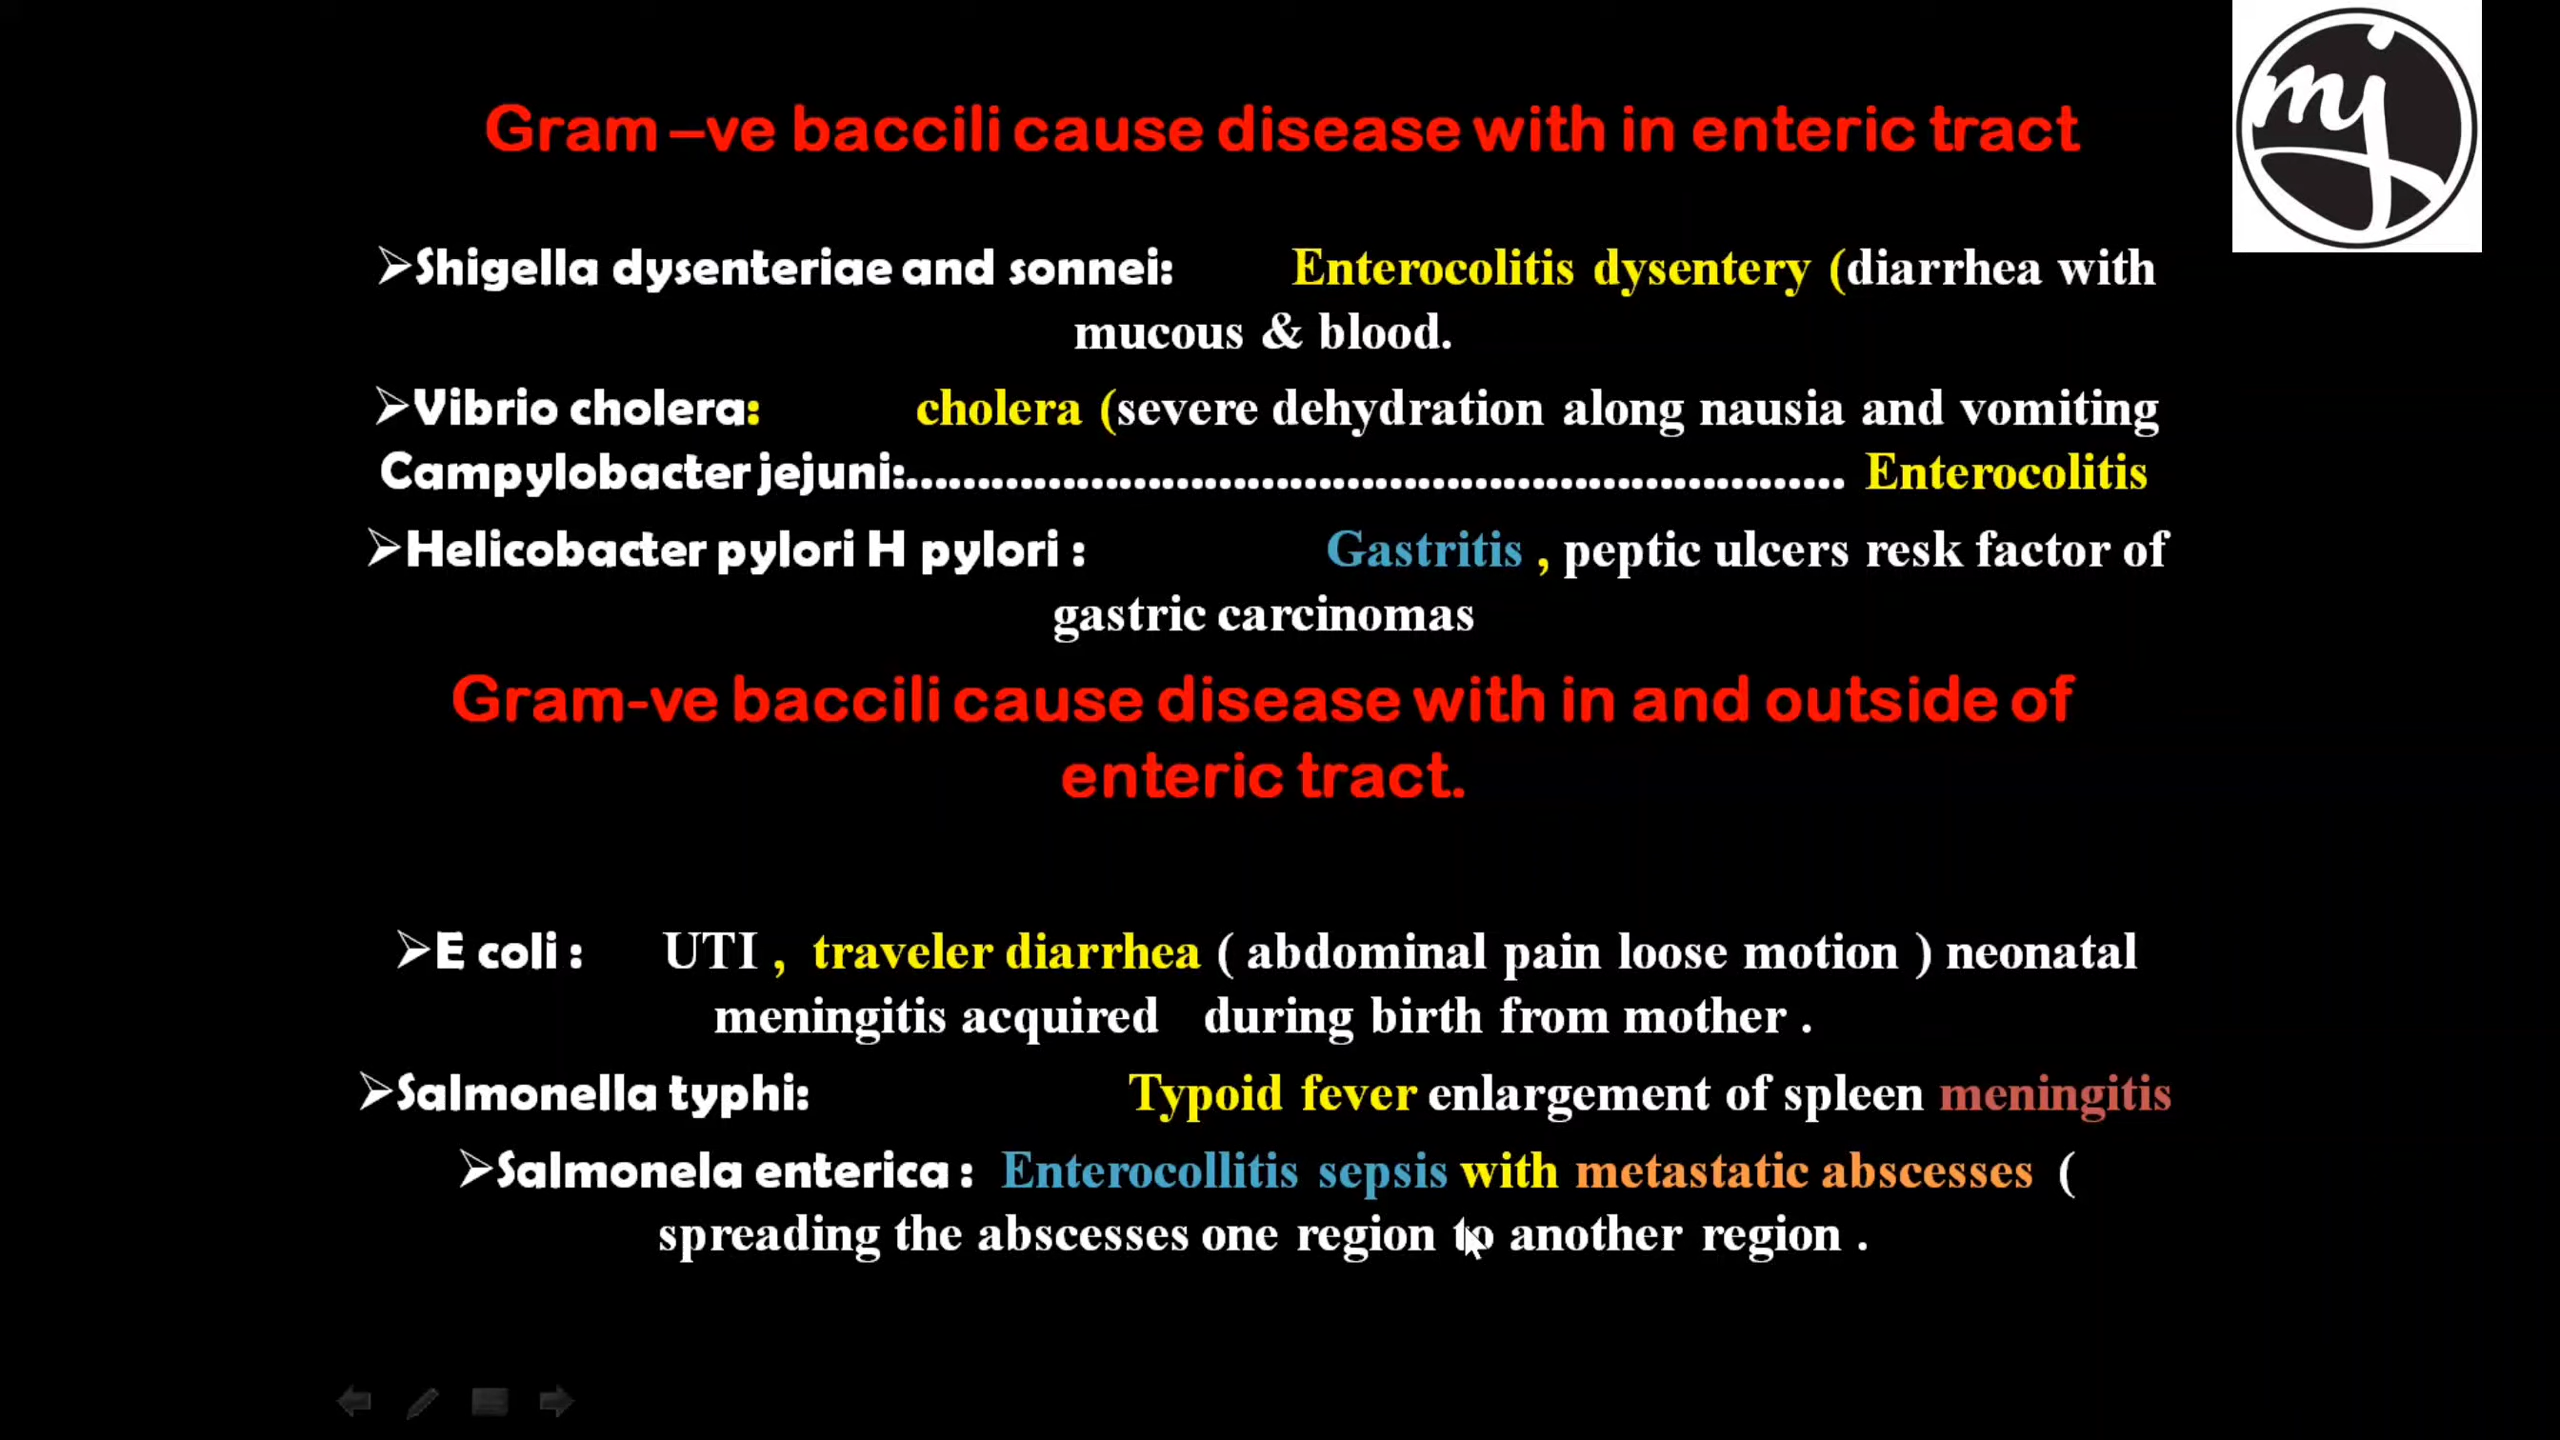 mj
Gram –ve baccili cause disease with in enteric tract
➢Shigella dysenteriae and sonnei: Enterocolitis dysentery (diarrhea with
mucous & blood.
➢Vibrio cholera: cholera (severe dehydration along nausia and vomiting
Campylobacter jejuni:.................................................................. Enterocolitis
➢Helicobacter pylori H pylori : Gastritis , peptic ulcers resk factor of
gastric carcinomas
Gram-ve baccili cause disease with in and outside of
enteric tract.
➢E coli : UTI , traveler diarrhea ( abdominal pain loose motion ) neonatal
meningitis acquired during birth from mother .
➢Salmonella typhi: Typoid fever enlargement of spleen meningitis
➢Salmonela enterica : Enterocollitis sepsis with metastatic abscesses (
spreading the abscesses one region to another region .